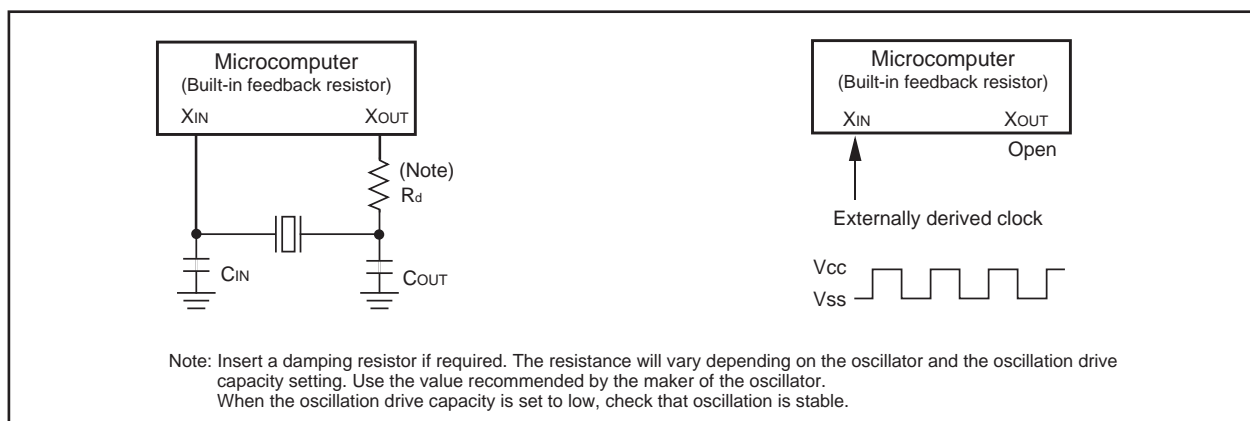 Microcomputer
(Built-in feedback resistor)
XIN XOUT
(Note)
Rd
CIN
COUT
Microcomputer
(Built-in feedback resistor)
XIN XOUT
Open
Externally derived clock
Vcc
Vss
Note: Insert a damping resistor if required. The resistance will vary depending on the oscillator and the oscillation drive
capacity setting. Use the value recommended by the maker of the oscillator.
When the oscillation drive capacity is set to low, check that oscillation is stable.